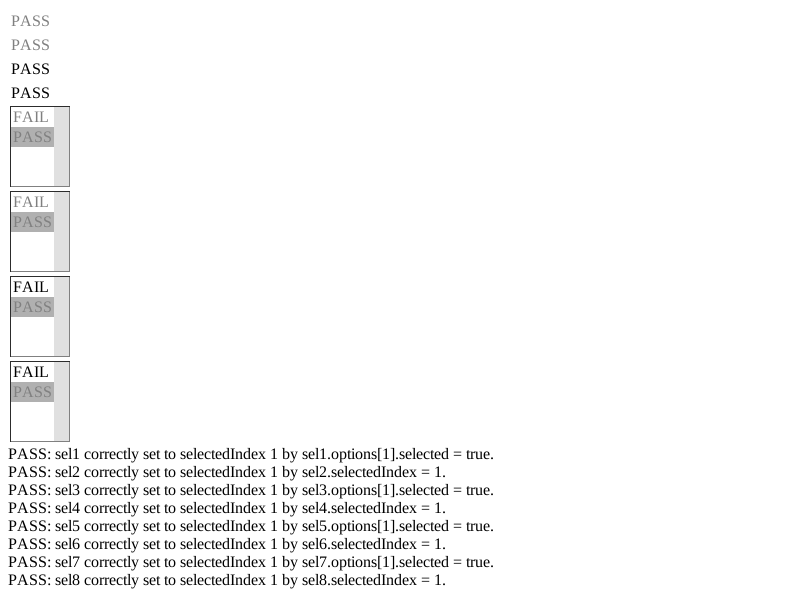 PASS
PASS
PASS
PASS
FAIL
PASS
FAIL
PASS
FAIL
PASS
FAIL
PASS
PASS: sel1 correctly set to selectedIndex 1 by sel1.options[1].selected = true.
PASS: sel2 correctly set to selectedIndex 1 by sel2.selectedIndex = 1.
PASS: sel3 correctly set to selectedIndex 1 by sel3.options[1].selected = true.
PASS: sel4 correctly set to selectedIndex 1 by sel4.selectedIndex = 1.
PASS: sel5 correctly set to selectedIndex 1 by sel5.options[1].selected = true.
PASS: sel6 correctly set to selectedIndex 1 by sel6.selectedIndex = 1.
PASS: sel7 correctly set to selectedIndex 1 by sel7.options[1].selected = true.
PASS: sel8 correctly set to selectedIndex 1 by sel8.selectedIndex = 1.